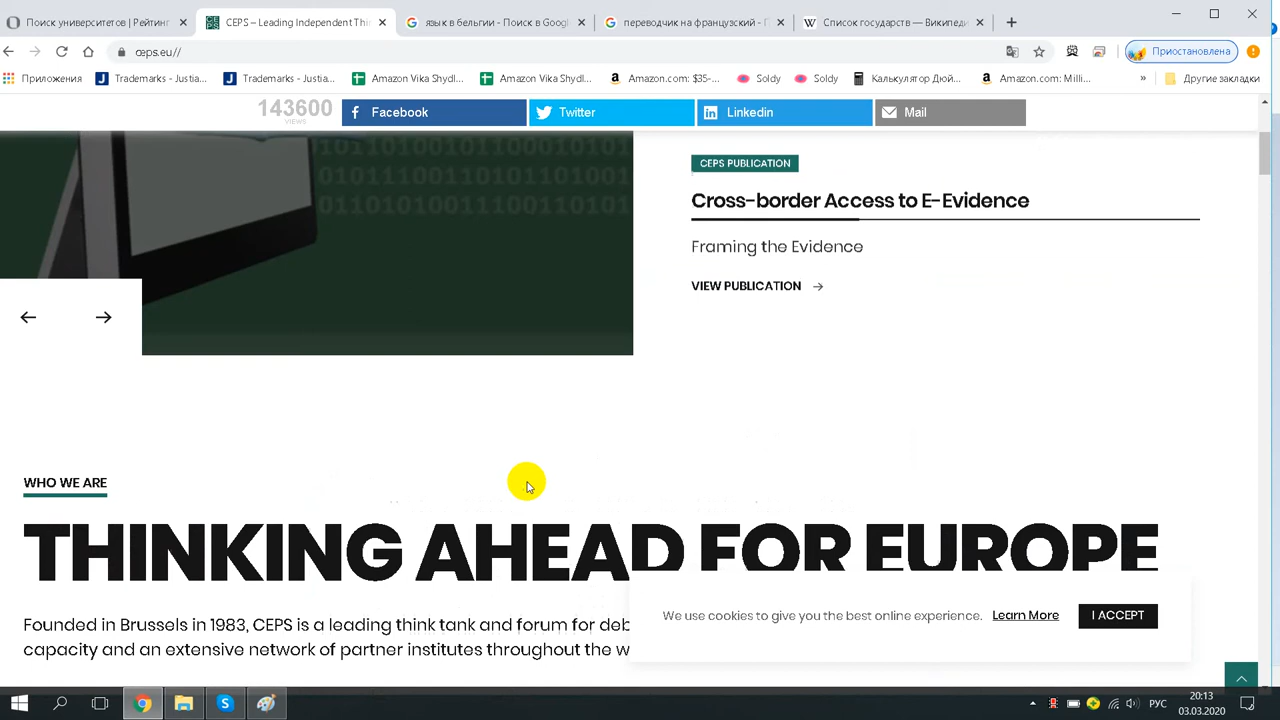 Поиск университетов | Рейтинг
CEPS – Leading Independent Thin
язык в бельгии - Поиск в Google
переводчик на французский - П
Список государств — Википеди
ceps.eu//
Приостановлена
Приложения
Trademarks - Justia...
Trademarks - Justia...
Amazon Vika Shydl...
Amazon Vika Shydl...
Amazon.com: $35-...
Soldy
Soldy
Калькулятор Дюй...
Amazon.com: Milli...
»
Другие закладки
143600
VIEWS
Facebook
Twitter
Linkedin
Mail
CEPS PUBLICATION
Cross-border Access to E-Evidence
Framing the Evidence
VIEW PUBLICATION →
WHO WE ARE
THINKING AHEAD FOR EUROPE
Founded in Brussels in 1983, CEPS is a leading think tank and forum for deb
capacity and an extensive network of partner institutes throughout the w
We use cookies to give you the best online experience. Learn More I ACCEPT
РУС
20:13
03.03.2020